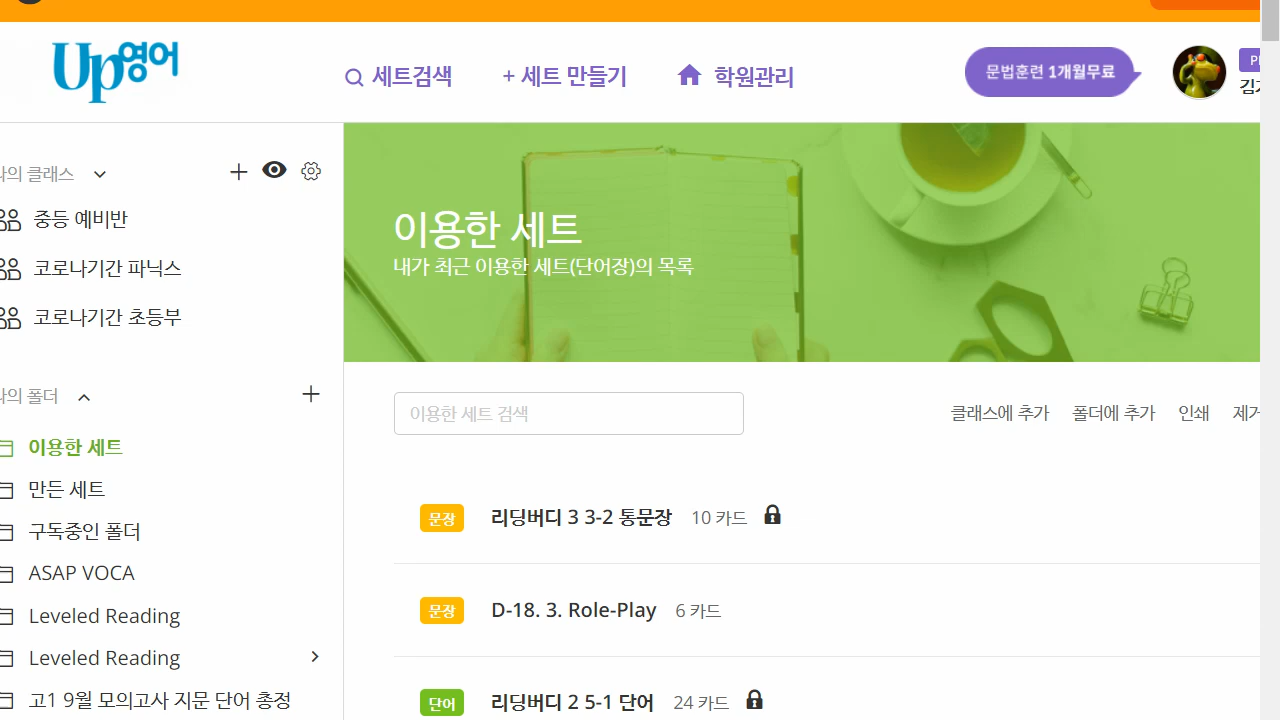 Up영어
세트검색
+ 세트 만들기
학원관리
문법훈련 1개월무료
나의 클래스
중등 예비반
코로나기간 파닉스
코로나기간 초등부
이용한 세트
내가 최근 이용한 세트(단어장)의 목록
나의 폴더
이용한 세트
만든 세트
구독중인 폴더
ASAP VOCA
Leveled Reading
Leveled Reading
고1 9월 모의고사 지문 단어 총정
이용한 세트 검색
클래스에 추가 폴더에 추가 인쇄 제거
문장 리딩버디 3 3-2 통문장 10 카드
문장 D-18. 3. Role-Play 6 카드
단어 리딩버디 2 5-1 단어 24 카드